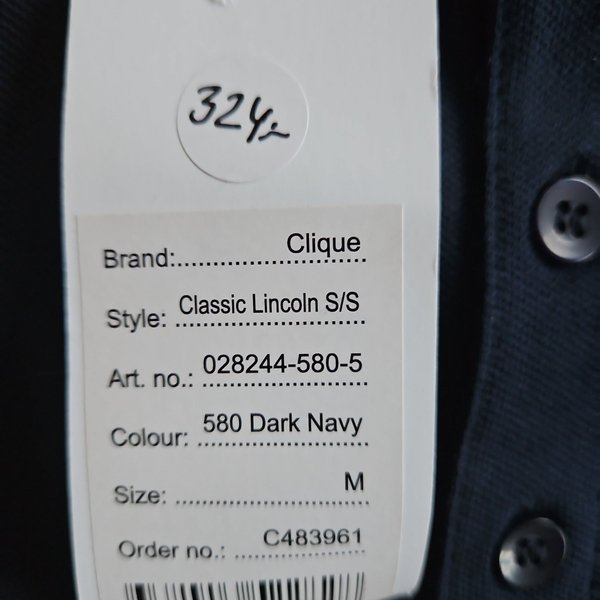 324,-
Brand: Clique
Style: Classic Lincoln S/S
Art. no.: 028244-580-5
Colour: 580 Dark Navy
Size: M
Order no.: C483961